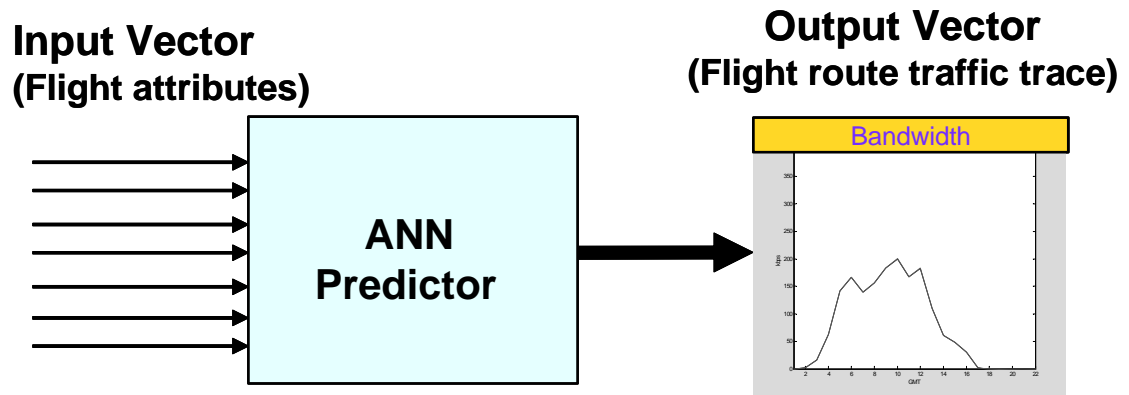 Input Vector
(Flight attributes)
Output Vector
(Flight route traffic trace)
ANN
Predictor
Bandwidth
350
300
250
200
150
100
50
0
kbps
2 4 6 8 10 12 14 16 18 20 22
GMT